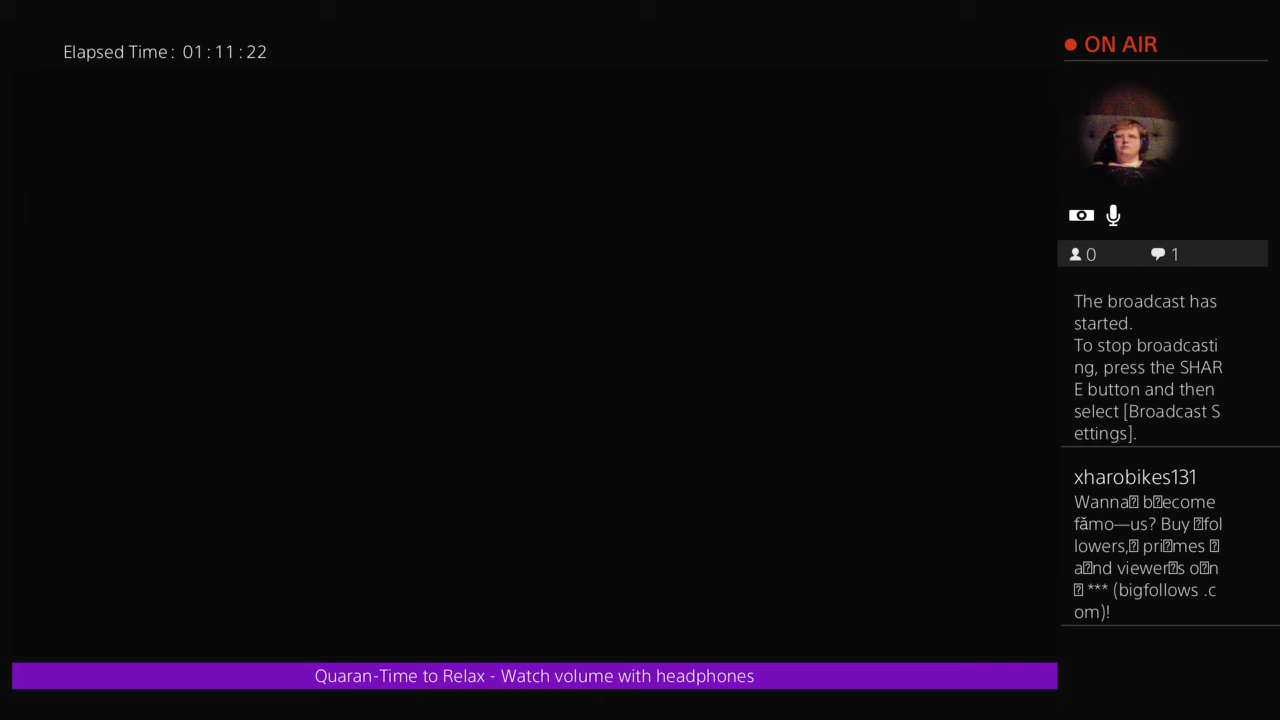 Elapsed Time: 01:11:22
ON AIR
0 1
The broadcast has
started.
To stop broadcasti
ng, press the SHAR
E button and then
select [Broadcast S
ettings].
xharobikes131
Wanna⍰ b⍰ecome
fămo—us? Buy ⍰fol
lowers,⍰ pri⍰mes ⍰
a⍰nd viewer⍰s o⍰n
⍰ *** (bigfollows .c
om)!
Quaran-Time to Relax - Watch volume with headphones